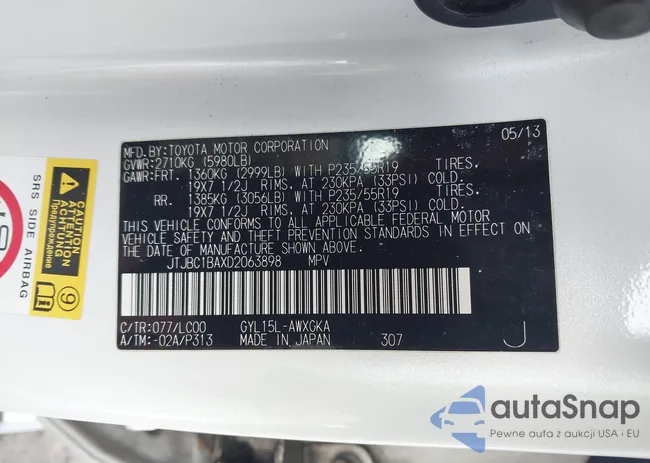 MFD.BY:TOYOTA MOTOR CORPORATION 05/13
GVWR:2710KG (5980LB)
GAWR:FRT. 1360KG (2999LB) WITH P235/55R19 TIRES.
19X7 1/2J RIMS, AT 230KPA (33PSI) COLD.
RR. 1385KG (3056LB) WITH P235/55R19 TIRES.
19X7 1/2J RIMS, AT 230KPA (33PSI) COLD.
THIS VEHICLE CONFORMS TO ALL APPLICABLE FEDERAL MOTOR
VEHICLE SAFETY AND THEFT PREVENTION STANDARDS IN EFFECT ON
THE DATE OF MANUFACTURE SHOWN ABOVE.
JTJBC1BAXD2063898 MPV
C/TR:077/LC00 GYL15L-AWXGKA
A/TM:-02A/P313 MADE IN JAPAN 307 J
SRS SIDE AIRBAG
CAUTION
ATTENTION
ACHTUNG
Предупреждение
autaSnap
Pewne auta z aukcji USA i EU